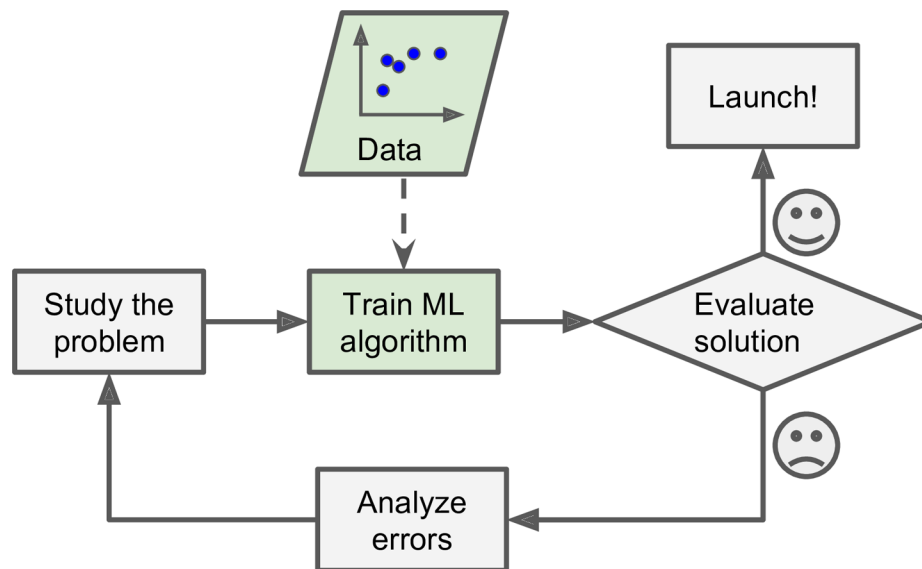 Data
Launch!
Study the
problem
Train ML
algorithm
Evaluate
solution
Analyze
errors